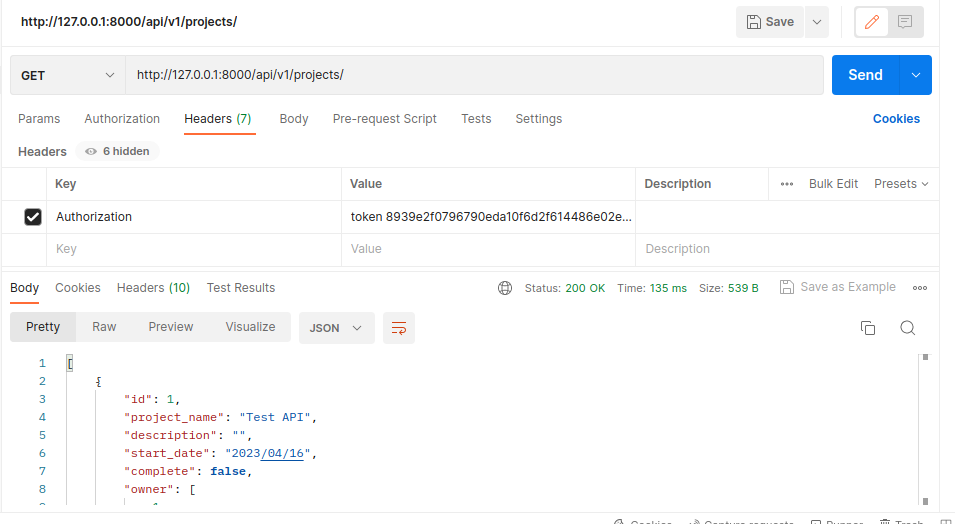 http://127.0.0.1:8000/api/v1/projects/ Save
GET http://127.0.0.1:8000/api/v1/projects/ Send
Params Authorization Headers (7) Body Pre-request Script Tests Settings Cookies
Headers 6 hidden
Key Value Description Bulk Edit Presets
Authorization token 8939e2f0796790eda10f6d2f614486e02e...
Key Value Description
Body Cookies Headers (10) Test Results Status: 200 OK Time: 135 ms Size: 539 B Save as Example
Pretty Raw Preview Visualize JSON
1 [
2 {
3 "id": 1,
4 "project_name": "Test API",
5 "description": "",
6 "start_date": "2023/04/16",
7 "complete": false,
8 "owner": [
9 1
Cookies Capture requests Runner Trash